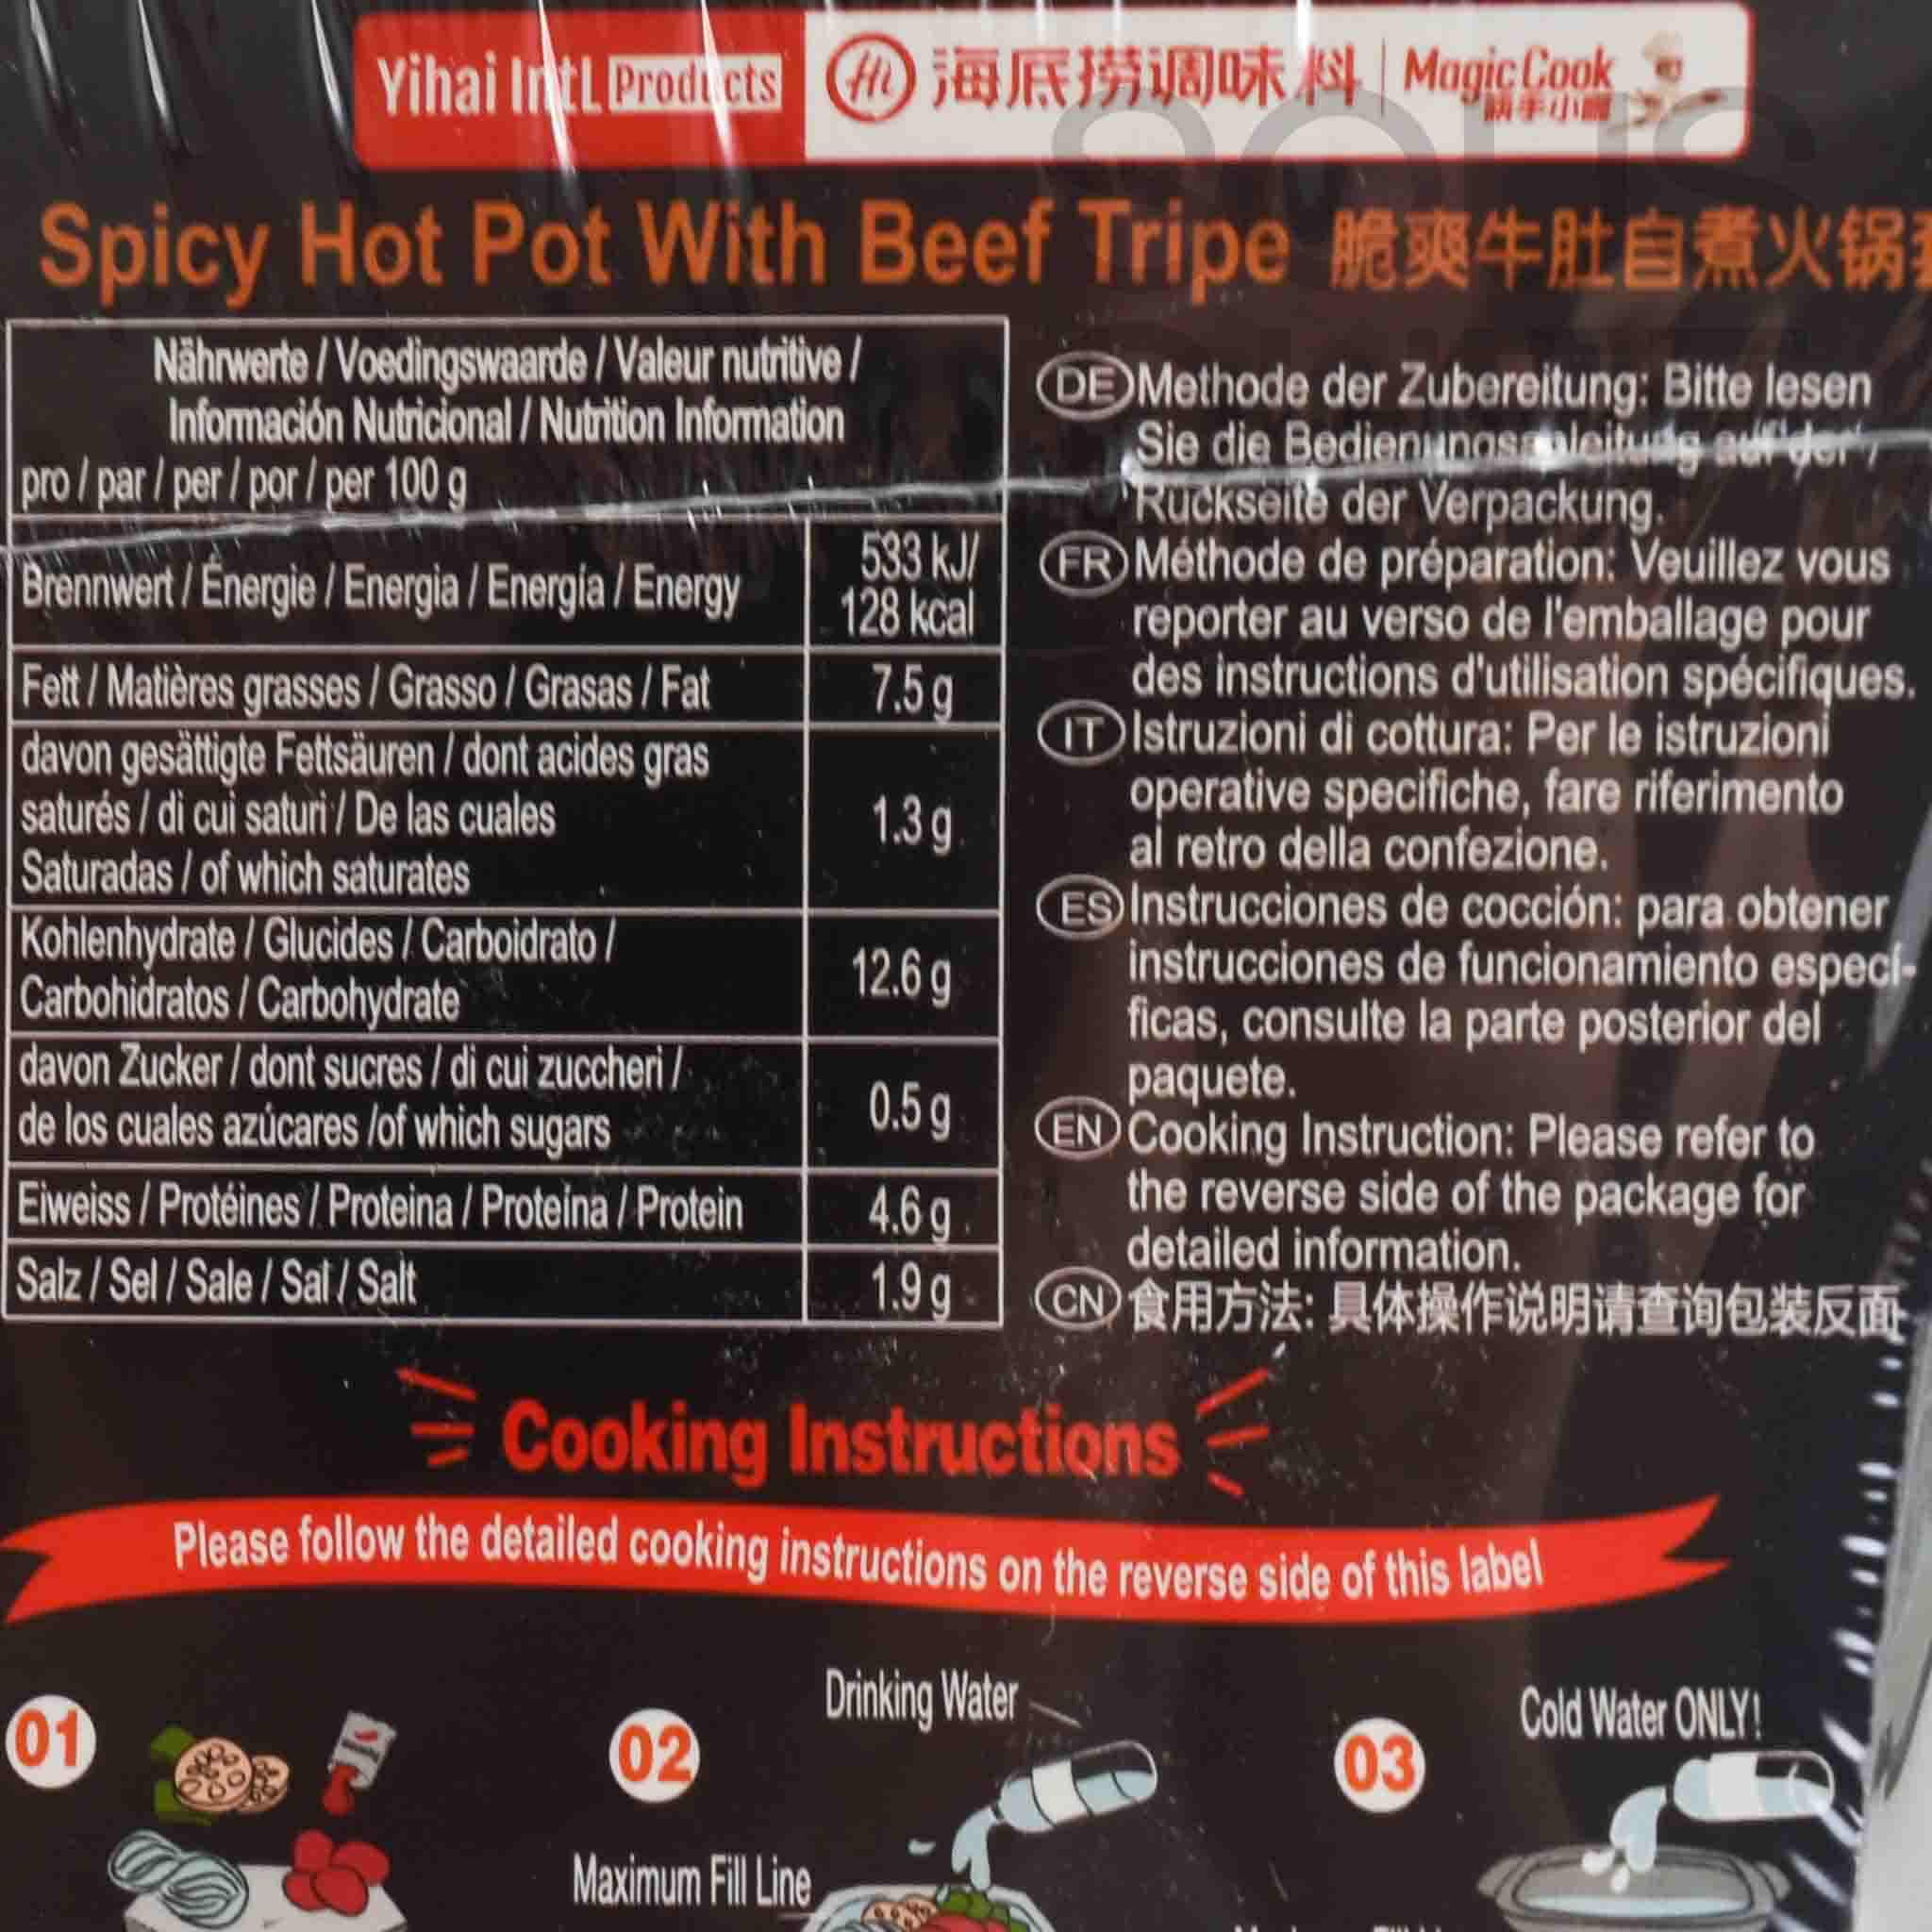 Yihai Int'L Products Hi 海底捞调味料 Magic Cook
Spicy Hot Pot With Beef Tripe 脆爽牛肚自煮火锅套
Nährwerte / Voedingswaarde / Valeur nutritive /
Información Nutricional / Nutrition Information
pro / par / per / por / per 100 g
Brennwert / Énergie / Energia / Energía / Energy 533 kJ/
128 kcal
Fett / Matières grasses / Grasso / Grasas / Fat 7.5 g
davon gesättigte Fettsäuren / dont acides gras
saturés / di cui saturi / De las cuales
Saturadas / of which saturates 1.3 g
Kohlenhydrate / Glucides / Carboidrato /
Carbohidratos / Carbohydrate 12.6 g
davon Zucker / dont sucres / di cui zuccheri /
de los cuales azúcares /of which sugars 0.5 g
Eiweiss / Protéines / Proteina / Proteína / Protein 4.6 g
Salz / Sel / Sale / Sal / Salt 1.9 g
DE Methode der Zubereitung: Bitte lesen
Sie die Bedienungsanleitung auf der
Rückseite der Verpackung.
FR Méthode de préparation: Veuillez vous
reporter au verso de l'emballage pour
des instructions d'utilisation spécifiques.
IT Istruzioni di cottura: Per le istruzioni
operative specifiche, fare riferimento
al retro della confezione.
ES Instrucciones de cocción: para obtener
instrucciones de funcionamiento especí-
ficas, consulte la parte posterior del
paquete.
EN Cooking Instruction: Please refer to
the reverse side of the package for
detailed information.
CN 食用方法: 具体操作说明请查询包装反面
Cooking Instructions
Please follow the detailed cooking instructions on the reverse side of this label
01
02
Drinking Water
Maximum Fill Line
03
Cold Water ONLY!